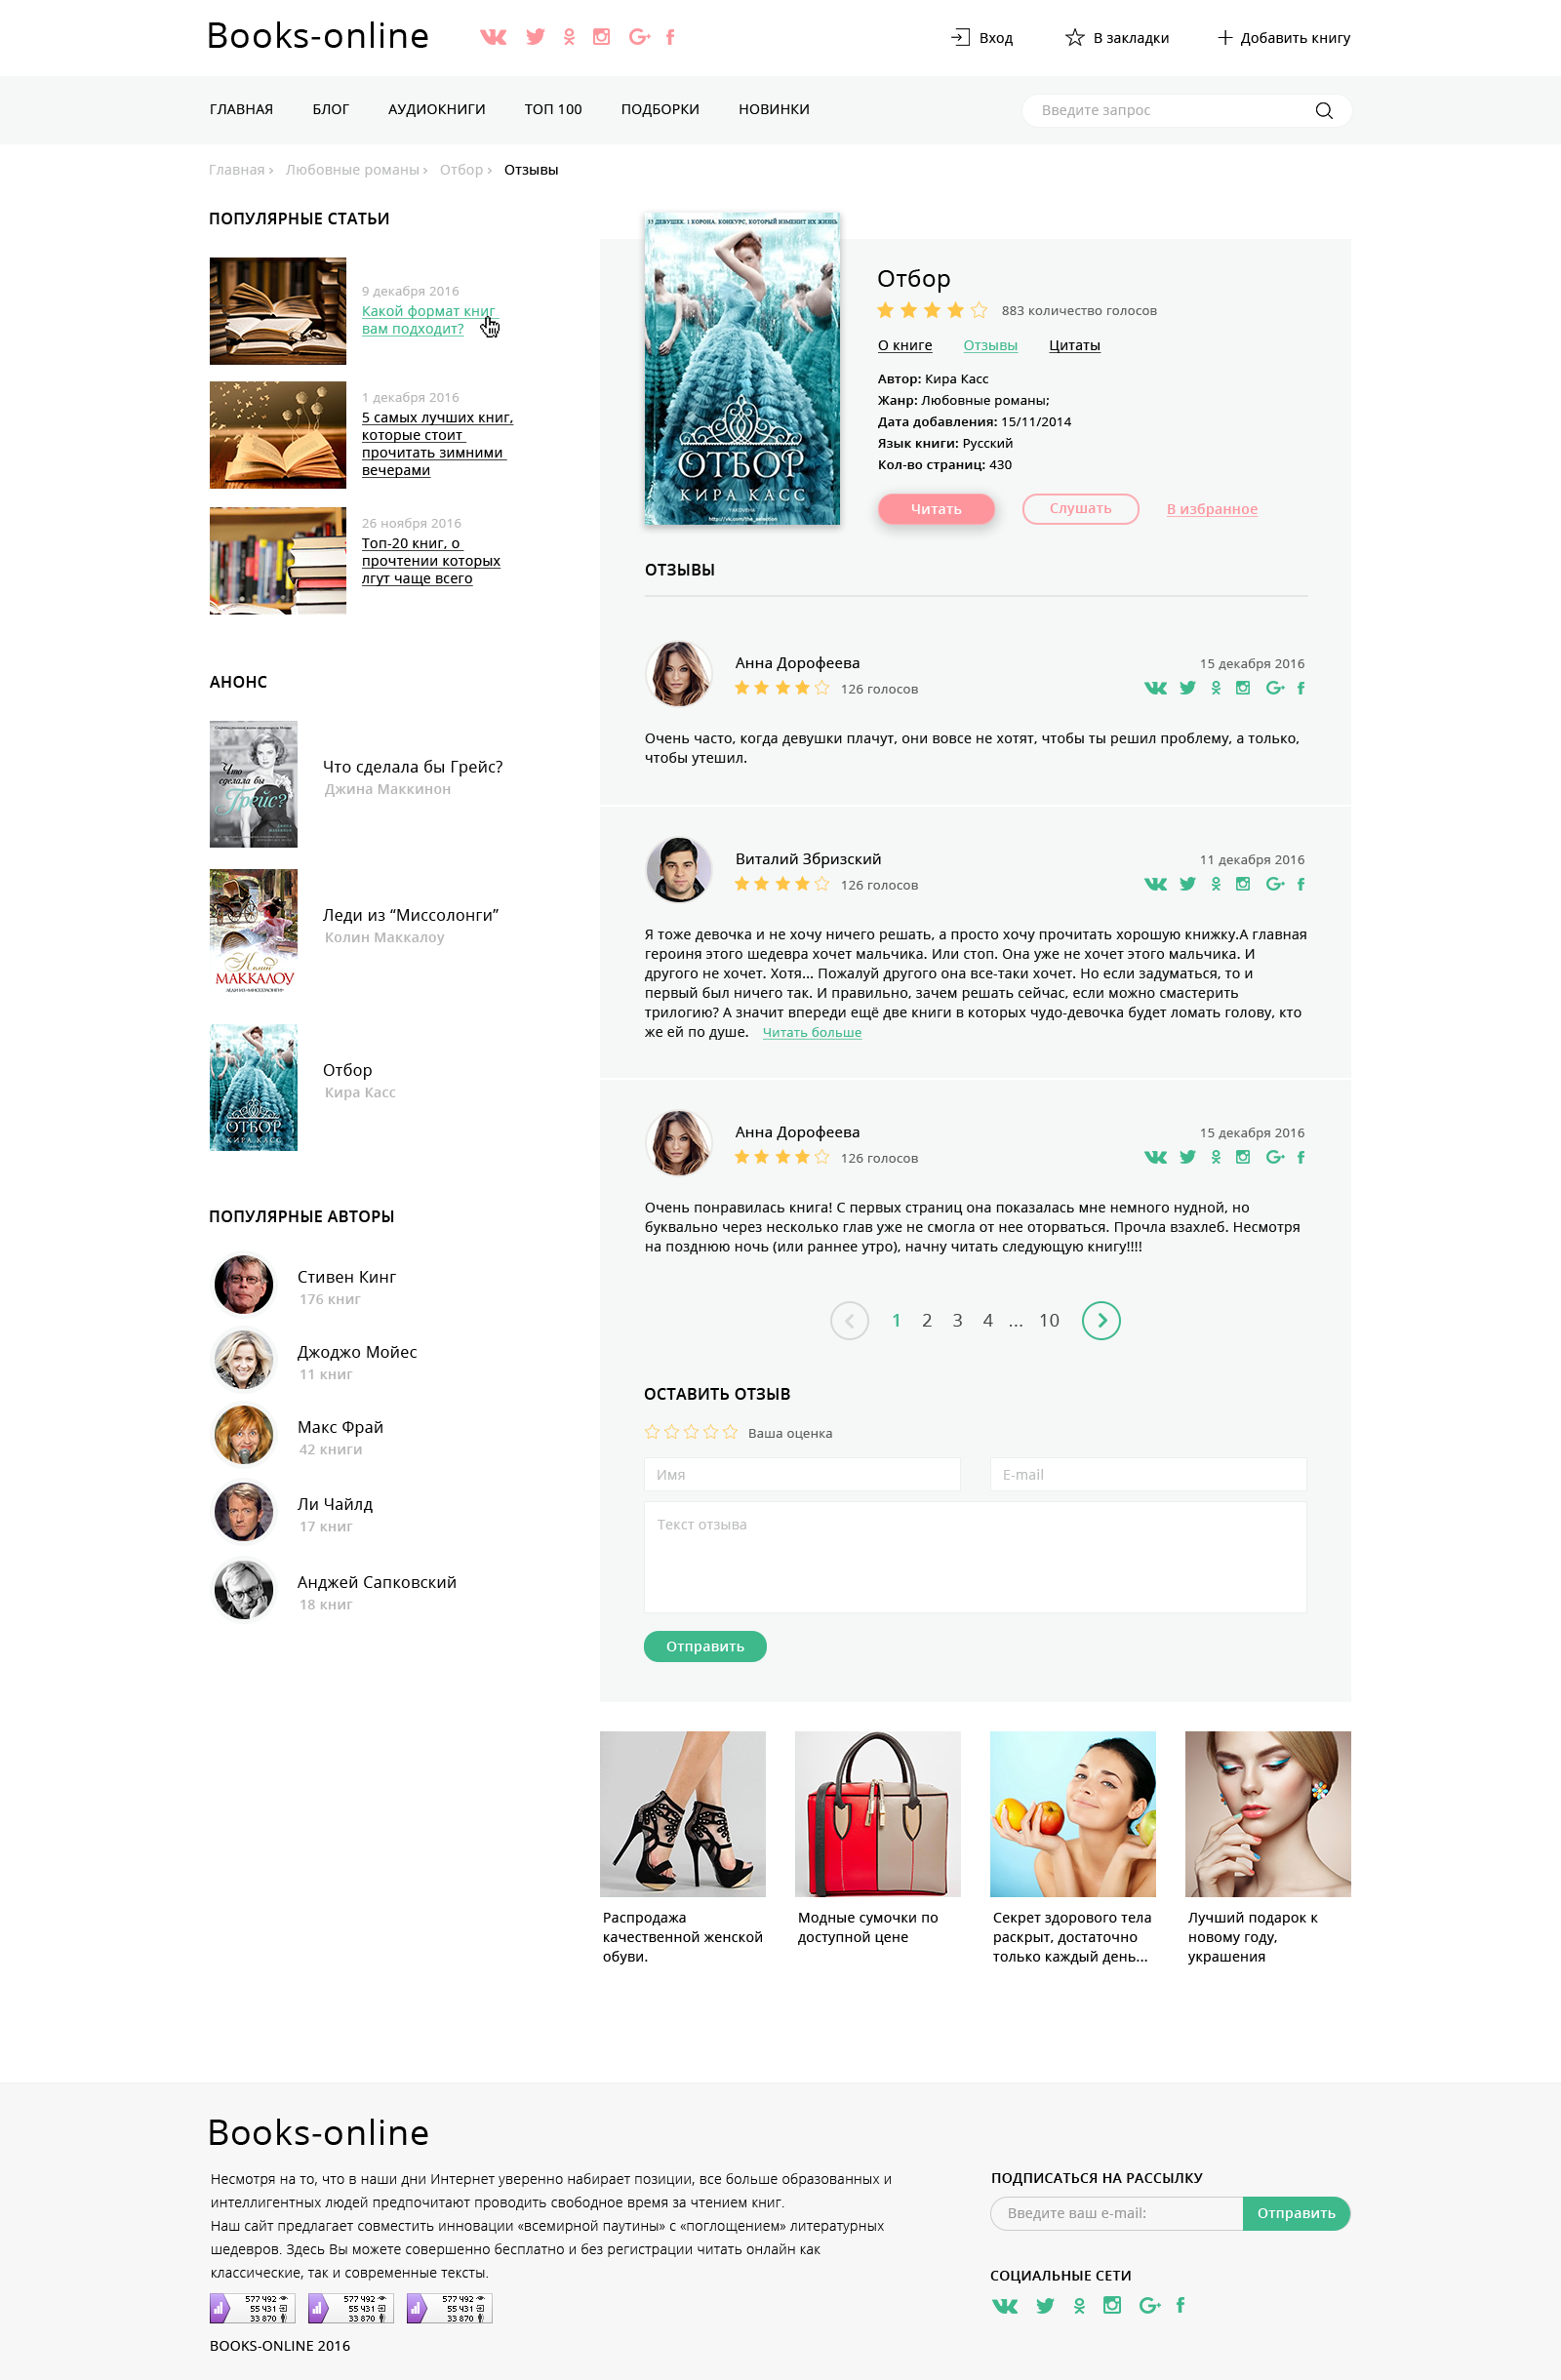 Books-online
Вход
В закладки
Добавить книгу
ГЛАВНАЯ
БЛОГ
АУДИОКНИГИ
ТОП 100
ПОДБОРКИ
НОВИНКИ
Введите запрос
Главная ›
Любовные романы ›
Отбор ›
Отзывы
ПОПУЛЯРНЫЕ СТАТЬИ
9 декабря 2016
Какой формат книг
вам подходит?
1 декабря 2016
5 самых лучших книг,
которые стоит
прочитать зимними
вечерами
26 ноября 2016
Топ-20 книг, о
прочтении которых
лгут чаще всего
АНОНС
Что
сделала бы
Грейс?
Что сделала бы Грейс?
Джина Маккинон
Колин
МАККАЛОУ
ЛЕДИ ИЗ «МИССОЛОНГИ»
Леди из “Миссолонги”
Колин Маккалоу
ОТБОР
КИРА КАСС
Отбор
Кира Касс
ПОПУЛЯРНЫЕ АВТОРЫ
Стивен Кинг
176 книг
Джоджо Мойес
11 книг
Макс Фрай
42 книги
Ли Чайлд
17 книг
Анджей Сапковский
18 книг
35 ДЕВУШЕК. 1 КОРОНА. КОНКУРС, КОТОРЫЙ ИЗМЕНИТ ИХ ЖИЗНЬ
ОТБОР
КИРА КАСС
http://vk.com/the_selection
Отбор
883 количество голосов
О книге
Отзывы
Цитаты
Автор: Кира Касс
Жанр: Любовные романы;
Дата добавления: 15/11/2014
Язык книги: Русский
Кол-во страниц: 430
Читать
Слушать
В избранное
ОТЗЫВЫ
Анна Дорофеева
126 голосов
15 декабря 2016
Очень часто, когда девушки плачут, они вовсе не хотят, чтобы ты решил проблему, а только,
чтобы утешил.
Виталий Збризский
126 голосов
11 декабря 2016
Я тоже девочка и не хочу ничего решать, а просто хочу прочитать хорошую книжку.А главная
героиня этого шедевра хочет мальчика. Или стоп. Она уже не хочет этого мальчика. И
другого не хочет. Хотя... Пожалуй другого она все-таки хочет. Но если задуматься, то и
первый был ничего так. И правильно, зачем решать сейчас, если можно смастерить
трилогию? А значит впереди ещё две книги в которых чудо-девочка будет ломать голову, кто
же ей по душе. Читать больше
Анна Дорофеева
126 голосов
15 декабря 2016
Очень понравилась книга! С первых страниц она показалась мне немного нудной, но
буквально через несколько глав уже не смогла от нее оторваться. Прочла взахлеб. Несмотря
на позднюю ночь (или раннее утро), начну читать следующую книгу!!!!
1 2 3 4 ... 10
ОСТАВИТЬ ОТЗЫВ
Ваша оценка
Имя
E-mail
Текст отзыва
Отправить
Распродажа
качественной женской
обуви.
Модные сумочки по
доступной цене
Секрет здорового тела
раскрыт, достаточно
только каждый день...
Лучший подарок к
новому году,
украшения
Books-online
Несмотря на то, что в наши дни Интернет уверенно набирает позиции, все больше образованных и
интеллигентных людей предпочитают проводить свободное время за чтением книг.
Наш сайт предлагает совместить инновации «всемирной паутины» с «поглощением» литературных
шедевров. Здесь Вы можете совершенно бесплатно и без регистрации читать онлайн как
классические, так и современные тексты.
577 492
55 431
33 870
577 492
55 431
33 870
577 492
55 431
33 870
BOOKS-ONLINE 2016
ПОДПИСАТЬСЯ НА РАССЫЛКУ
Введите ваш e-mail:
Отправить
СОЦИАЛЬНЫЕ СЕТИ